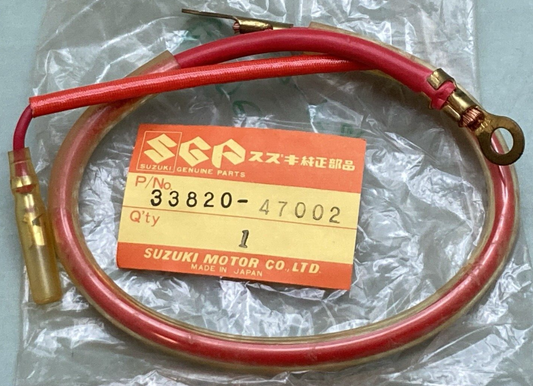 SGP スズキ純正部品
SUZUKI GENUINE PARTS
P/No. 33820-47002
Q'ty 1
SUZUKI MOTOR CO., LTD.
MADE IN JAPAN